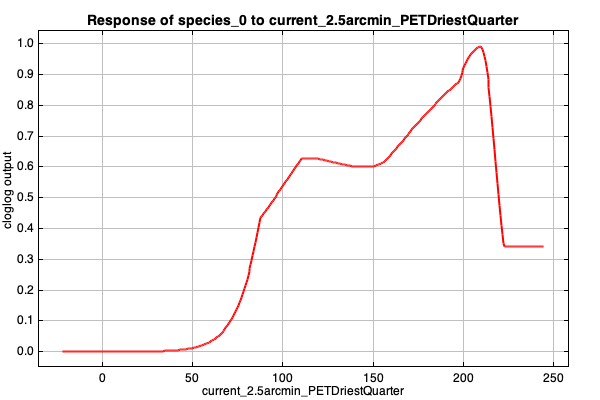 Response of species_0 to current_2.5arcmin_PETDriestQuarter
1.0
0.9
0.8
0.7
0.6
0.5
0.4
0.3
0.2
0.1
0.0
cloglog output
0 50 100 150 200 250
current_2.5arcmin_PETDriestQuarter